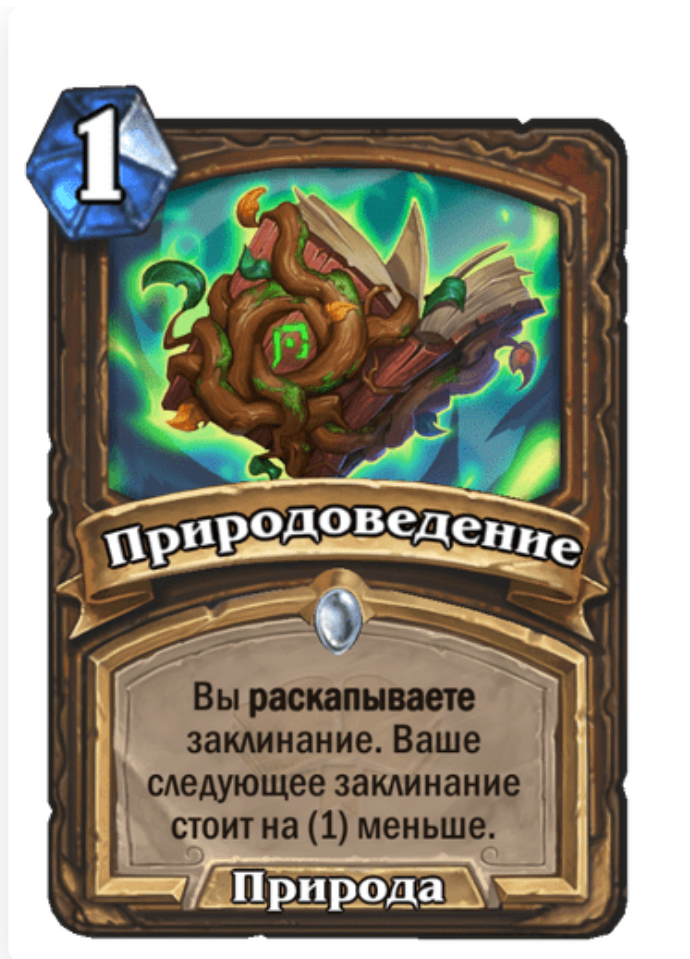 1
Природоведение
Вы раскапываете
заклинание. Ваше
следующее заклинание
стоит на (1) меньше.
Природа